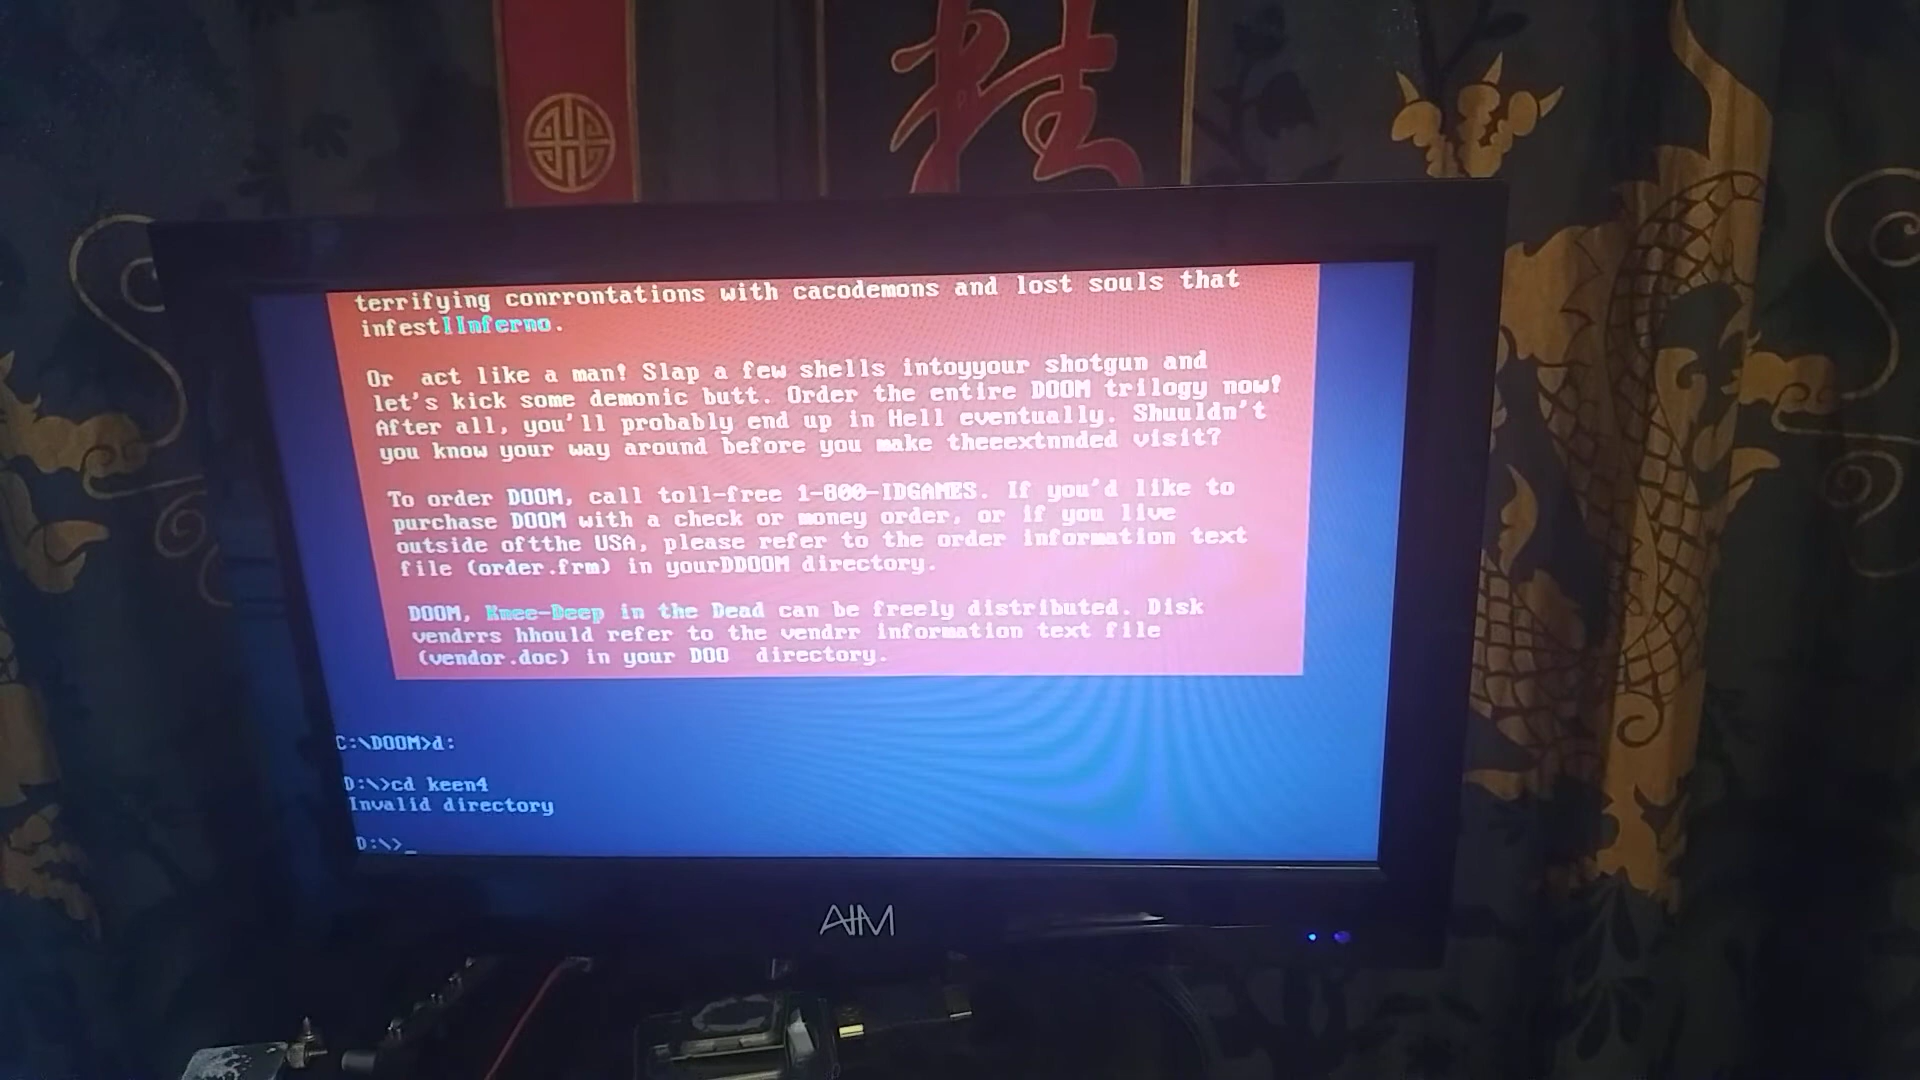 桂
terrifying conrrontations with cacodemons and lost souls that
infestIInferno.
Or  act like a man! Slap a few shells intoyyour shotgun and
let's kick some demonic butt. Order the entire DOOM trilogy now!
After all, you'll probably end up in Hell eventually. Shuuldn't
you know your way around before you make theeextnnded visit?
To order DOOM, call toll-free 1-800-IDGAMES. If you'd like to
purchase DOOM with a check or money order, or if you live
outside oftthe USA, please refer to the order information text
file (order.frm) in yourDDOOM directory.
DOOM, Knee-Deep in the Dead can be freely distributed. Disk
vendrrs hhould refer to the vendrr information text file
(vendor.doc) in your DOO  directory.
C:\DOOM>d:
D:\>cd keen4
Invalid directory
D:\>_
AIM